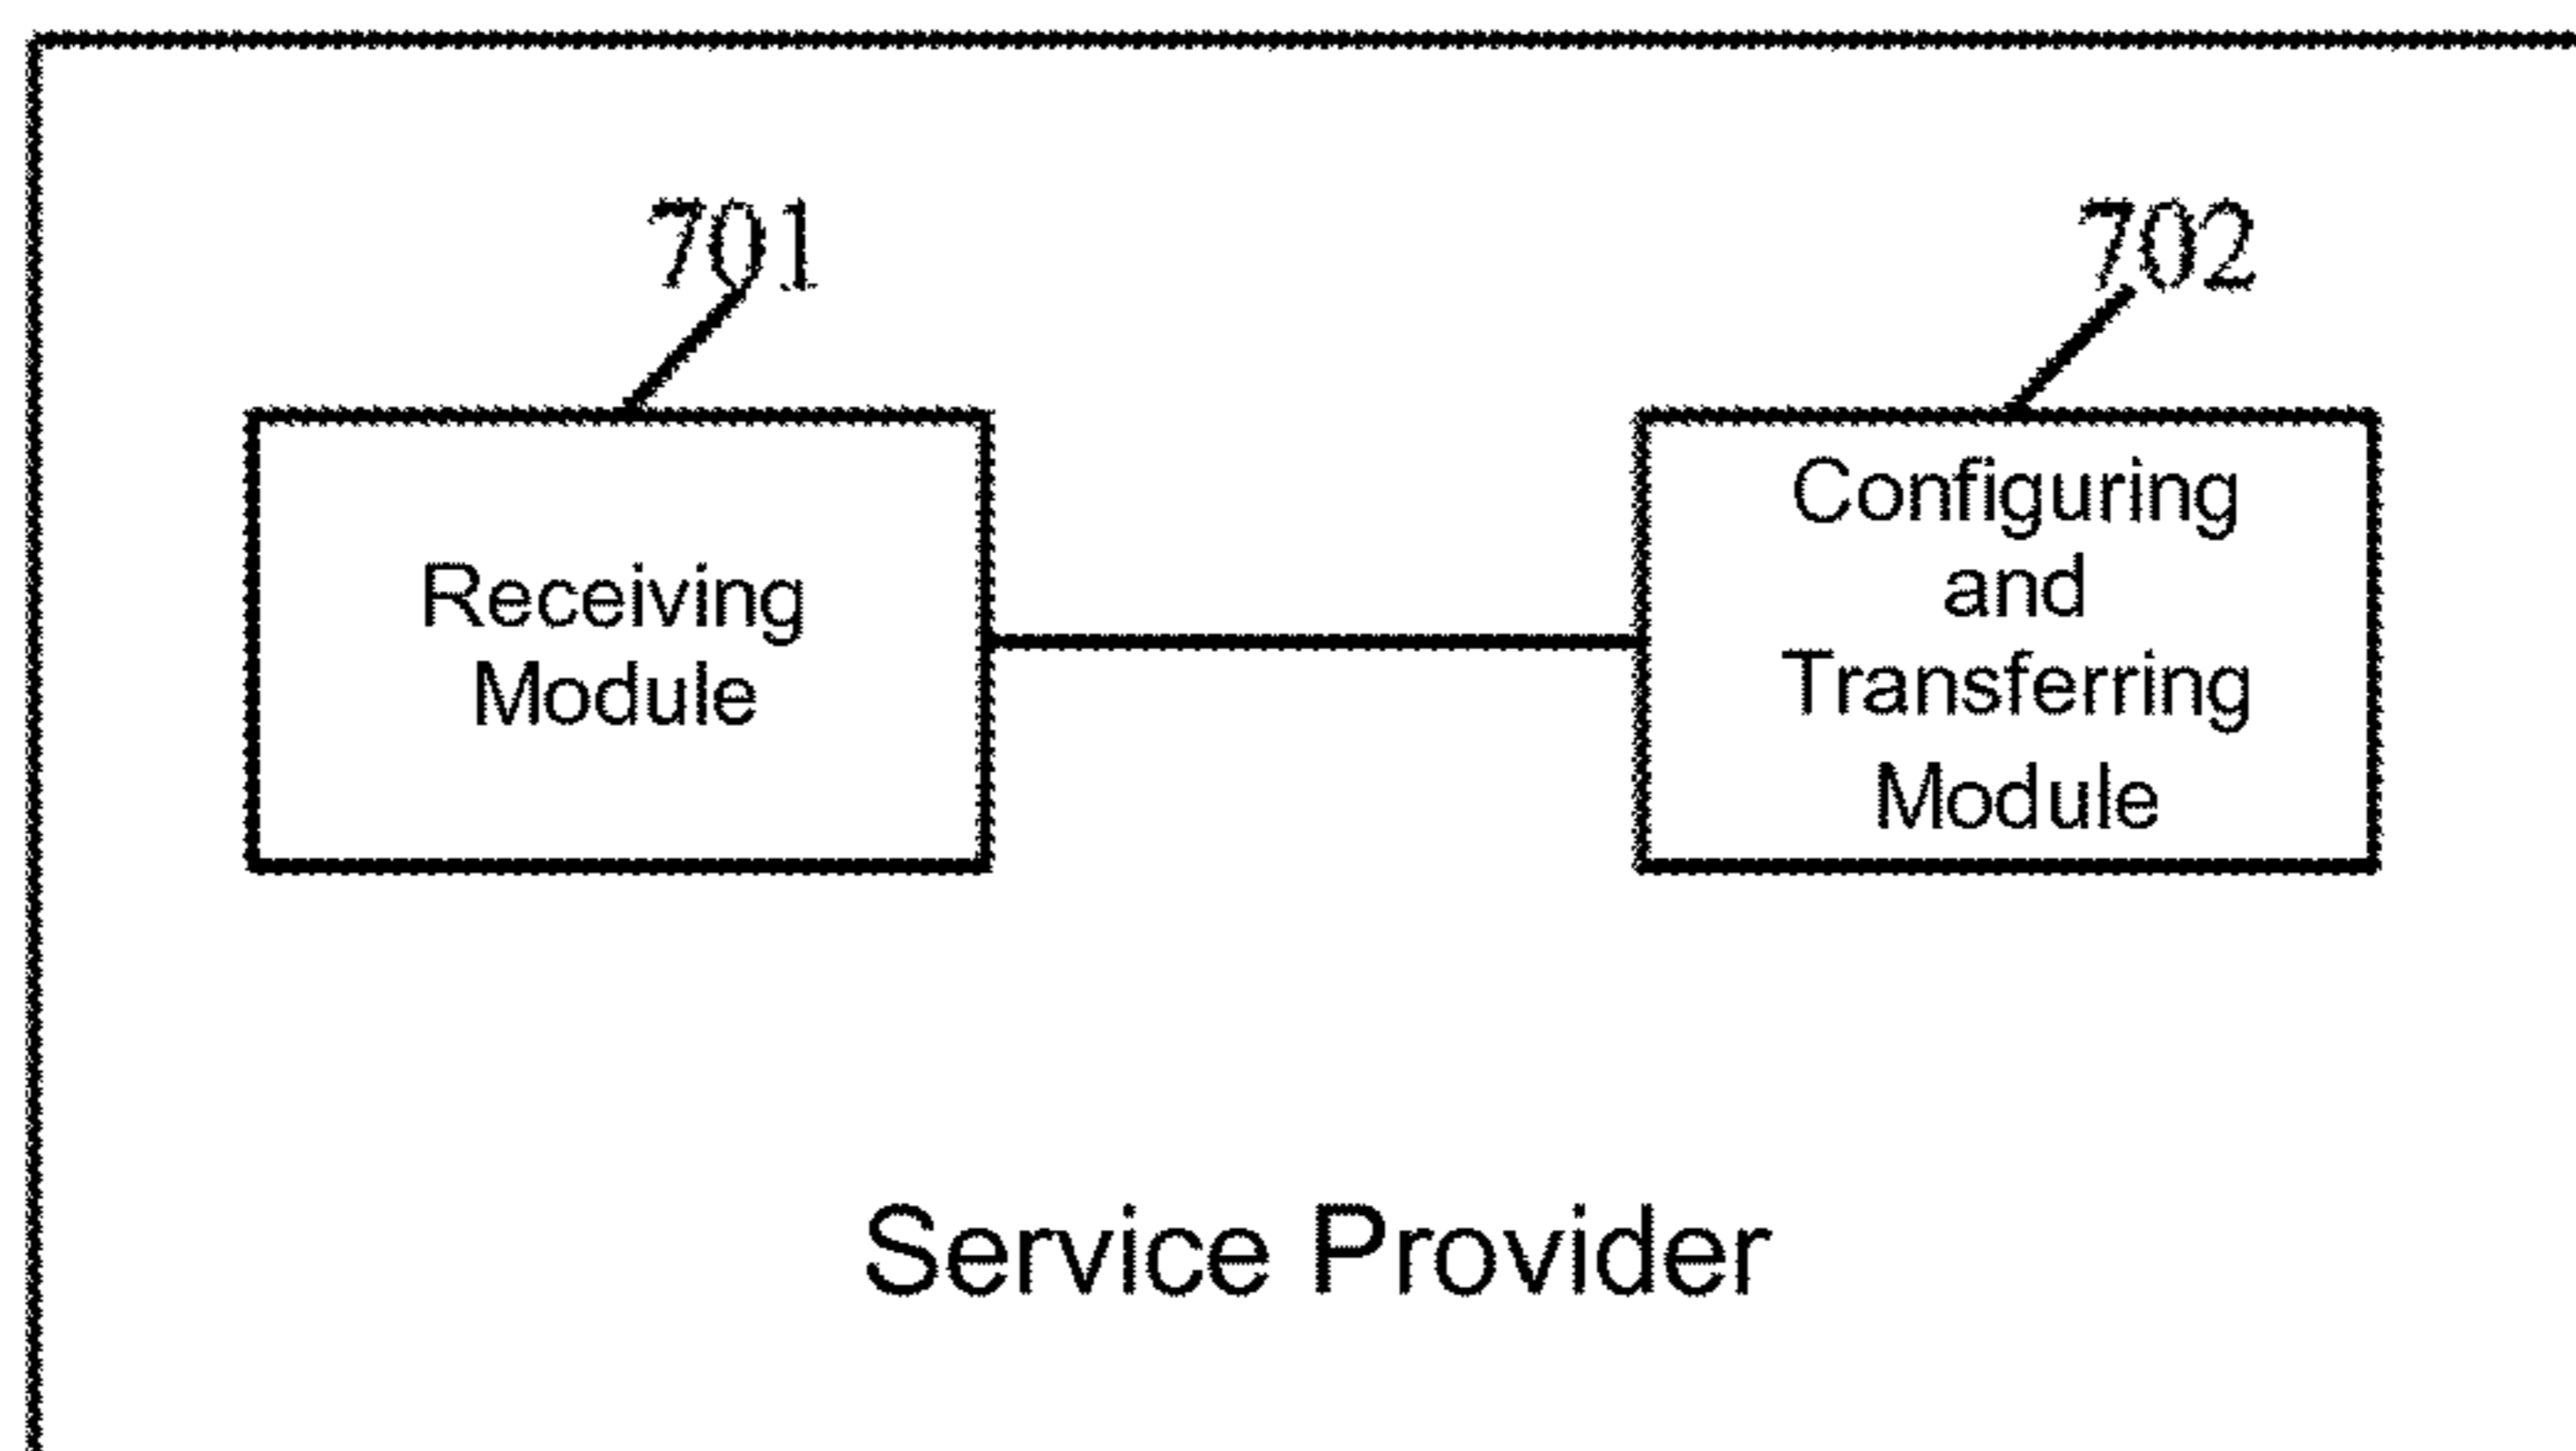 701
702
Receiving
Module
Configuring
and
Transferring
Module
Service Provider